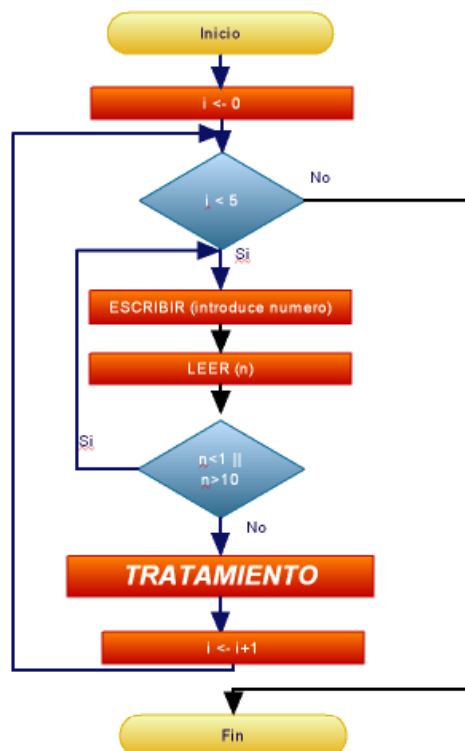 Inicio
i <- 0
i < 5
No
Si
ESCRIBIR (introduce numero)
LEER (n)
n<1 ||
n>10
Si
No
TRATAMIENTO
i <- i+1
Fin